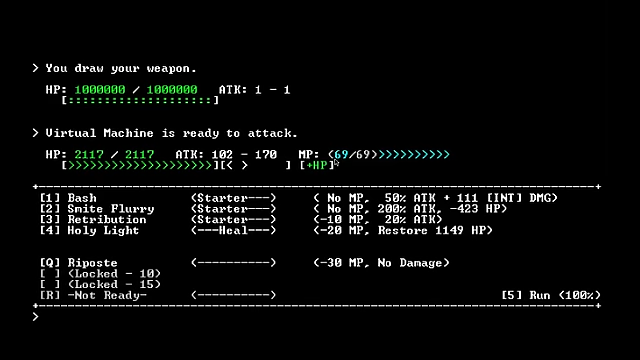 > You draw your weapon.
HP: 1000000 / 1000000 ATK: 1 - 1
[:::::::::::::::::::::]
> Virtual Machine is ready to attack.
HP: 2117 / 2117 ATK: 102 - 170 MP: (69/69)>>>>>>>>>>>
[>>>>>>>>>>>>>>>>>>>>>][< > ] [+HP]
[1] Bash (Starter---) ( No MP, 50% ATK + 111 [INT] DMG)
[2] Smite Flurry (Starter---) ( No MP, 200% ATK, -423 HP)
[3] Retribution (Starter---) (-10 MP, 20% ATK)
[4] Holy Light (---Heal---) (-20 MP, Restore 1149 HP)
[Q] Riposte (----------) (-30 MP, No Damage)
[ ] (Locked - 10)
[ ] (Locked - 15)
[R] -Not Ready- (----------) [5] Run (100%)
>